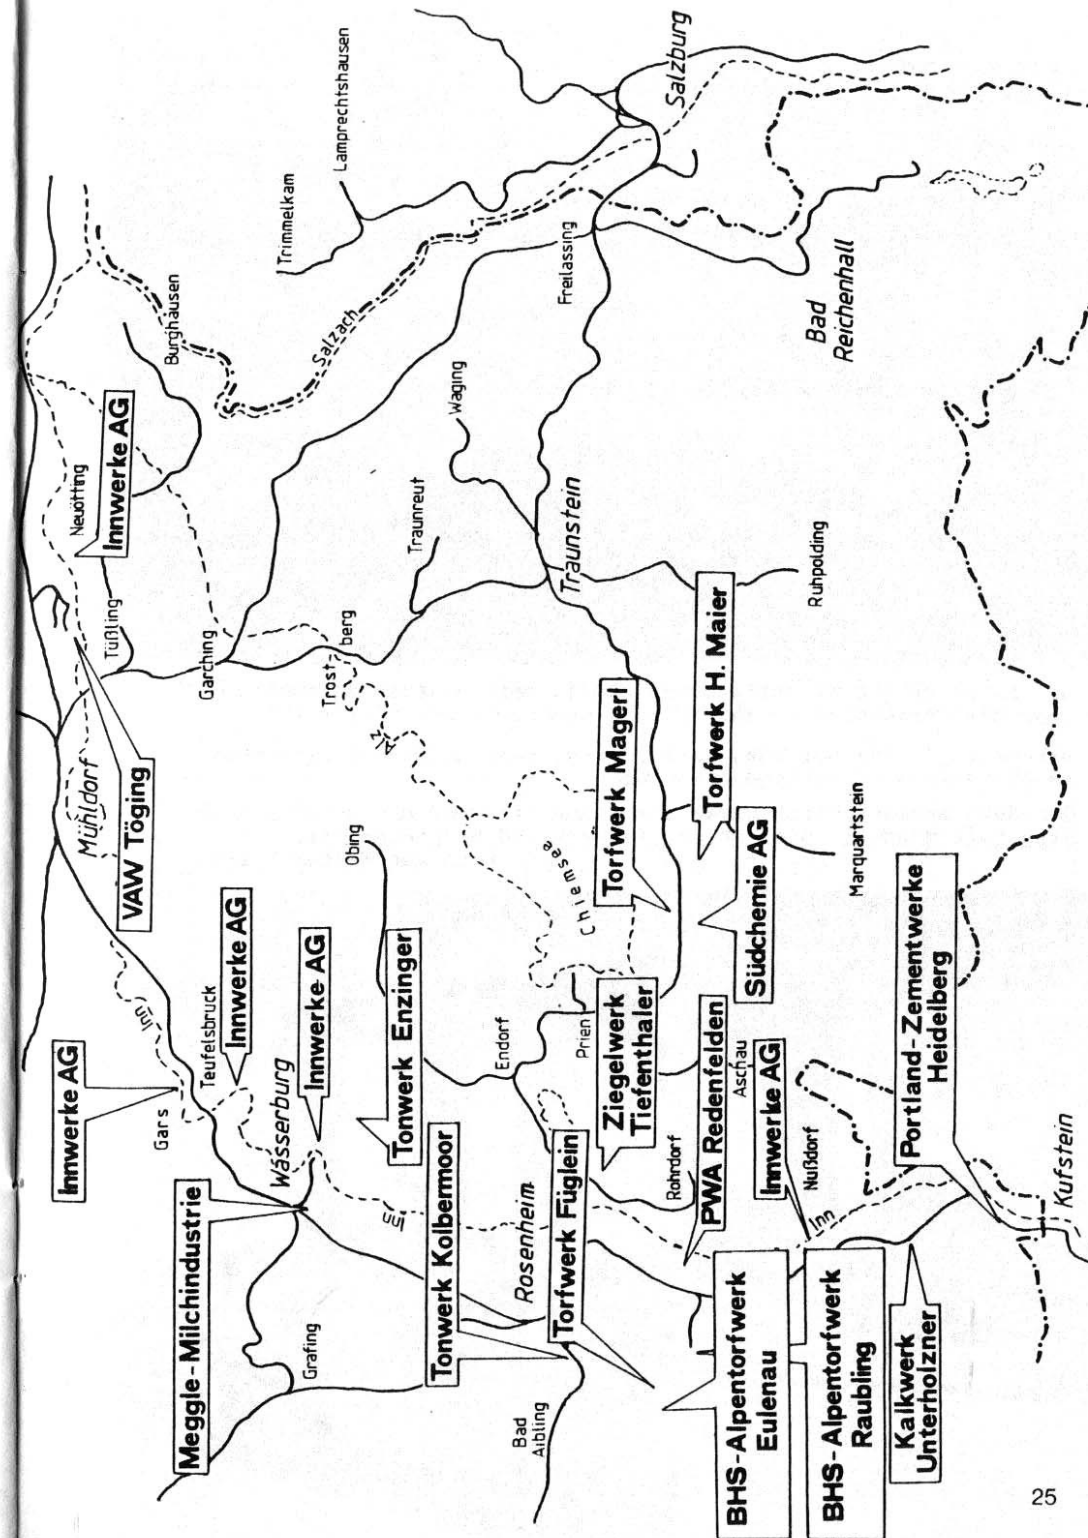 Meggle-Milchindustrie
Innwerke AG
Gars
Inn
Teufelsbruck
Innwerke AG
Wasserburg
Innwerke AG
Grafing
Mühldorf
VAW Töging
Tüßling
Neuötting
Innwerke AG
Burghausen
Garching
Trost-
berg
Alz
Obing
Salzach
Trimmelkam
Lamprechtshausen
Salzburg
Freilassing
Waging
Traunreut
Traunstein
Bad
Reichenhall
Ruhpolding
Tonwerk Enzinger
Tonwerk Kolbermoor
Inn
Endorf
Prien
Chiemsee
Rosenheim
Torfwerk Füglein
Bad
Aibling
Ziegelwerk
Tiefenthaler
Torfwerk Magerl
Torfwerk H. Maier
Südchemie AG
Marquartstein
Rohrdorf
PWA Redenfelden
Aschau
Innwerke AG
Nußdorf
Inn
BHS-Alpentorfwerk
Eulenau
BHS-Alpentorfwerk
Raubling
Kalkwerk
Unterholzner
Portland-Zementwerke
Heidelberg
Kufstein
25